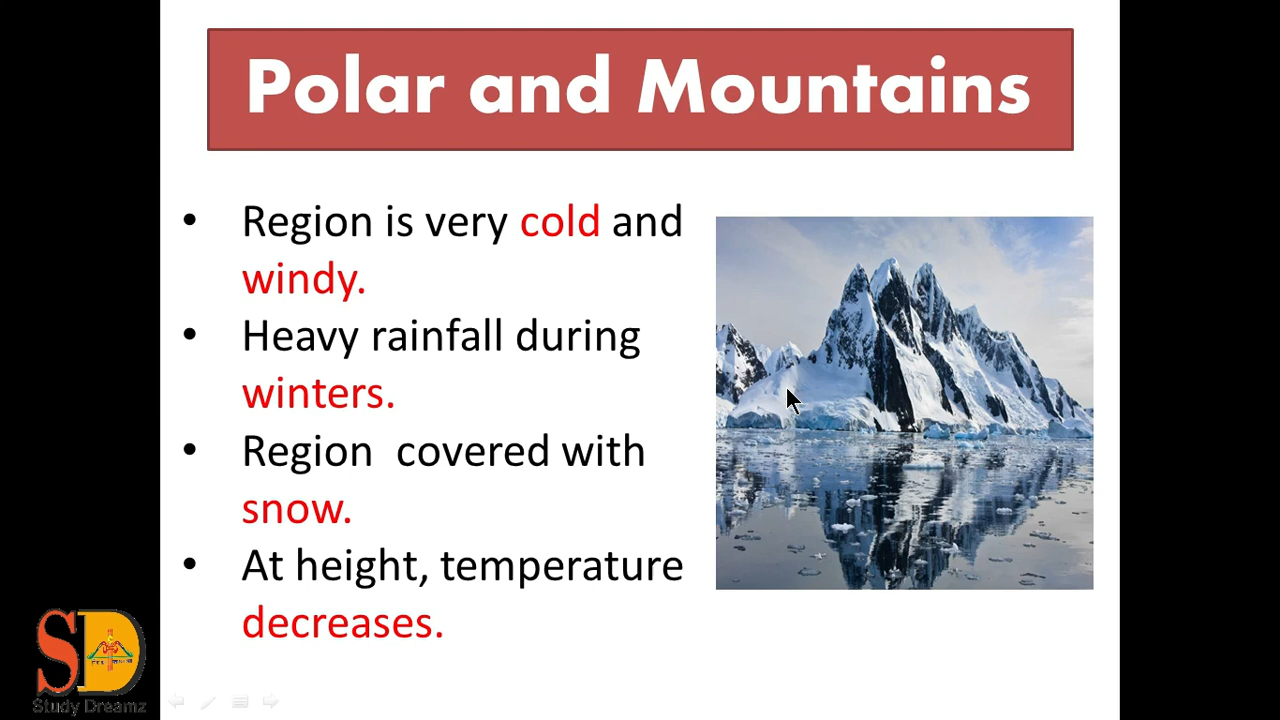 Polar and Mountains
• Region is very cold and
windy.
• Heavy rainfall during
winters.
• Region covered with
snow.
• At height, temperature
decreases.
SD
Study Dreamz